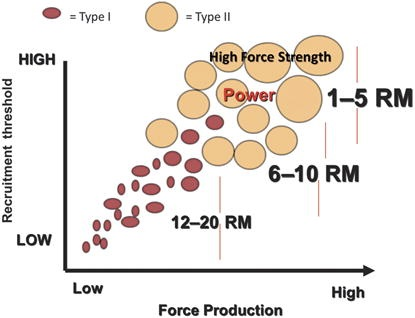 = Type I
= Type II
HIGH
High Force Strength
Power
1–5 RM
6–10 RM
12–20 RM
LOW
Recruitment threshold
Low
High
Force Production